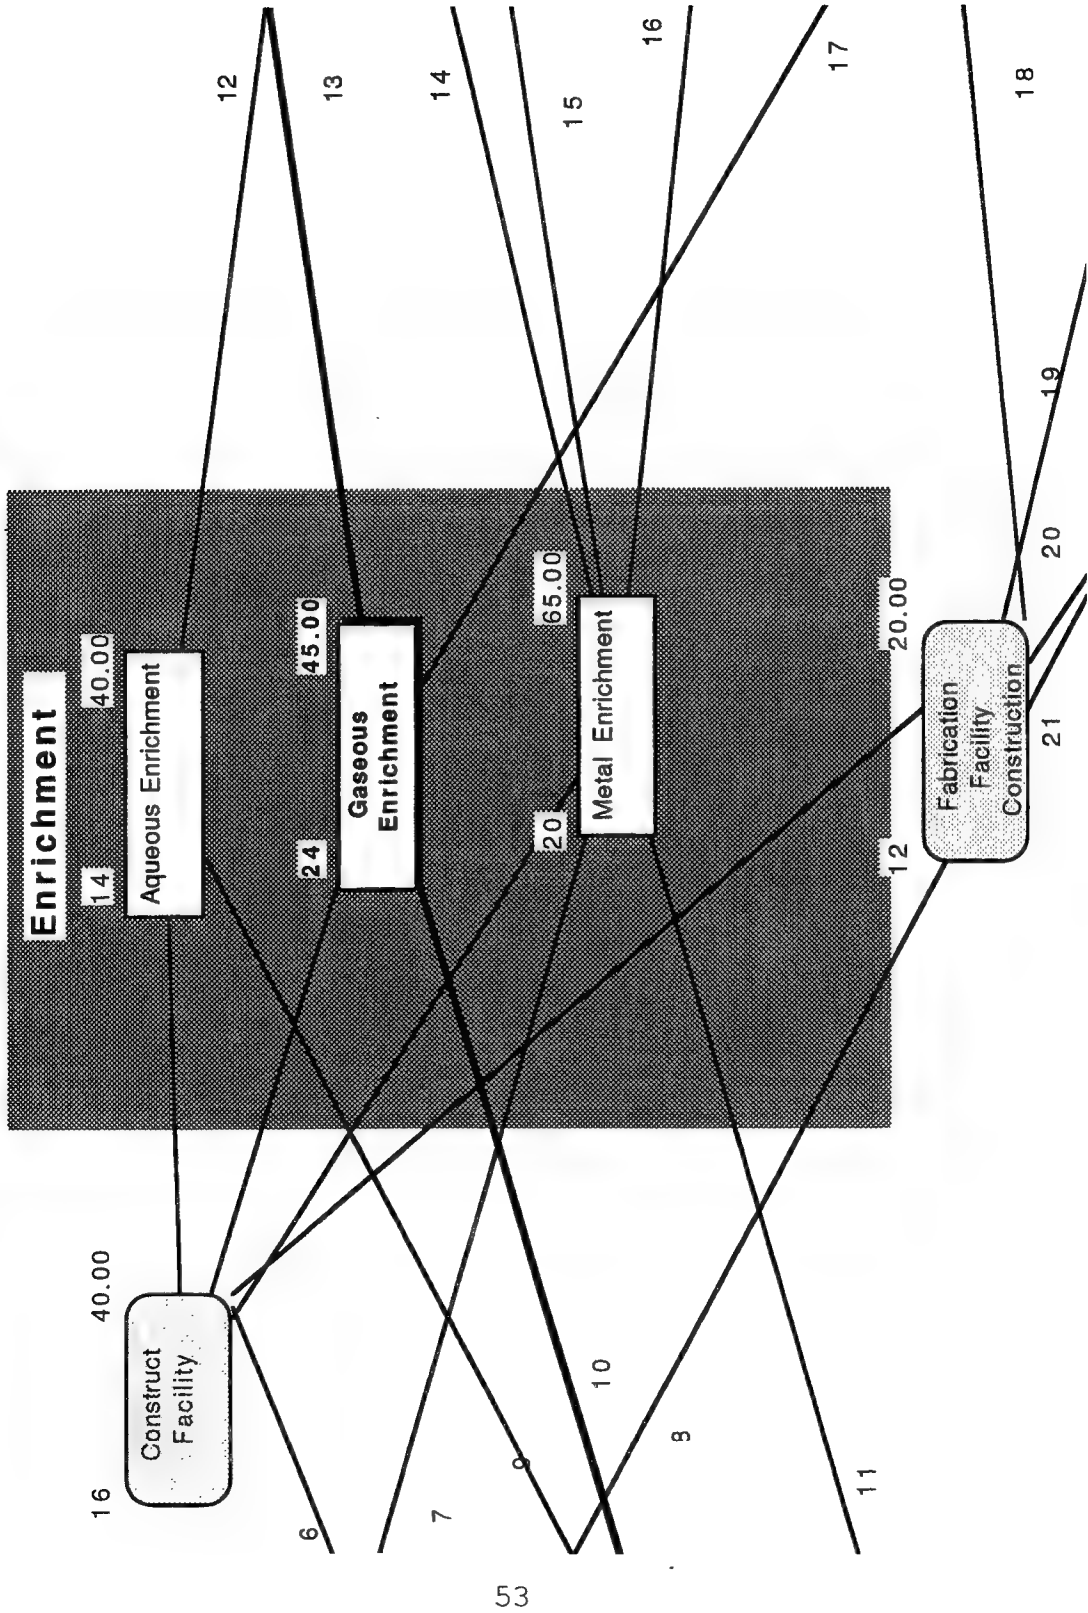 Enrichment
16
40.00
Construct
Facility
14
40.00
Aqueous Enrichment
24
45.00
Gaseous
Enrichment
20
65.00
Metal Enrichment
12
20.00
Fabrication
Facility
Construction
6
7
9
10
8
11
12
13
14
15
16
17
18
19
20
21
53